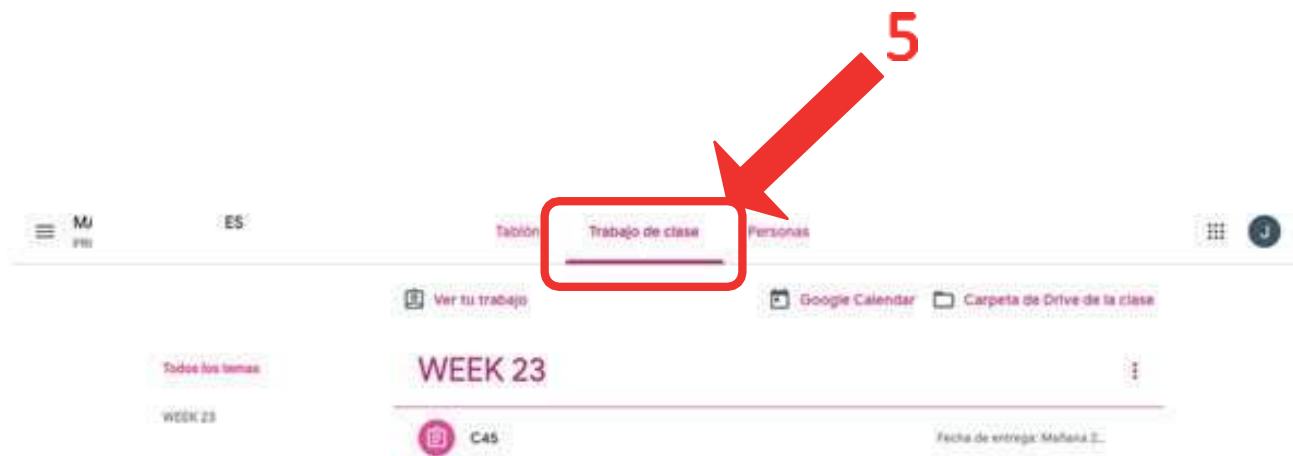 5
M/ ES
Tablón Trabajo de clase Personas
J
Ver tu trabajo Google Calendar Carpeta de Drive de la clase
Todos los temas
WEEK 23
WEEK 23
C45
Fecha de entrega: Mañana 2...